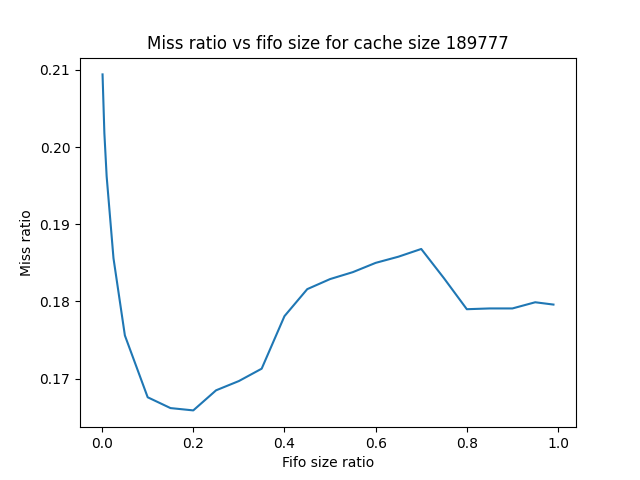 Miss ratio vs fifo size for cache size 189777
0.21
0.20
0.19
0.18
0.17
Miss ratio
0.0 0.2 0.4 0.6 0.8 1.0
Fifo size ratio